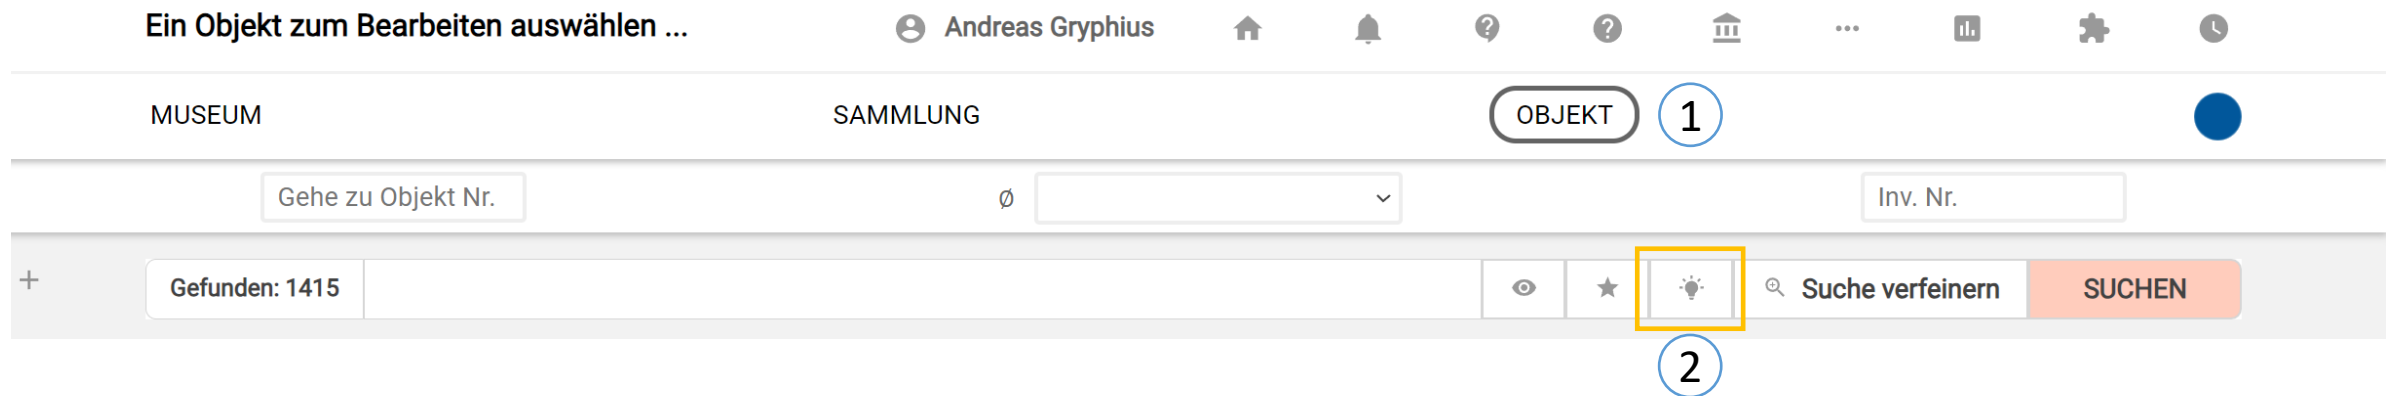 Ein Objekt zum Bearbeiten auswählen ... Andreas Gryphius
MUSEUM SAMMLUNG OBJEKT 1
Gehe zu Objekt Nr. Ø Inv. Nr.
Gefunden: 1415 Suche verfeinern SUCHEN
2